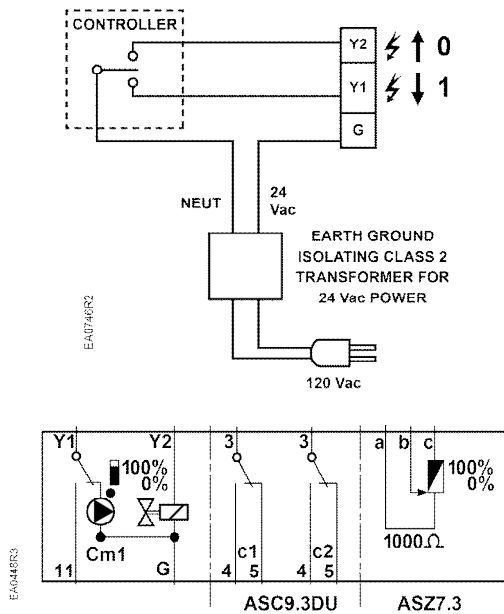 CONTROLLER
Y2 0
Y1 1
G
NEUT 24
Vac
EARTH GROUND
ISOLATING CLASS 2
TRANSFORMER FOR
24 Vac POWER
EA0746R2
120 Vac
Y1 Y2 3 3 a b c
100% 100%
0% 0%
Cm1 c1 c2 1000Ω
11 G 4 5 4 5
EA0448R3
ASC9.3DU ASZ7.3